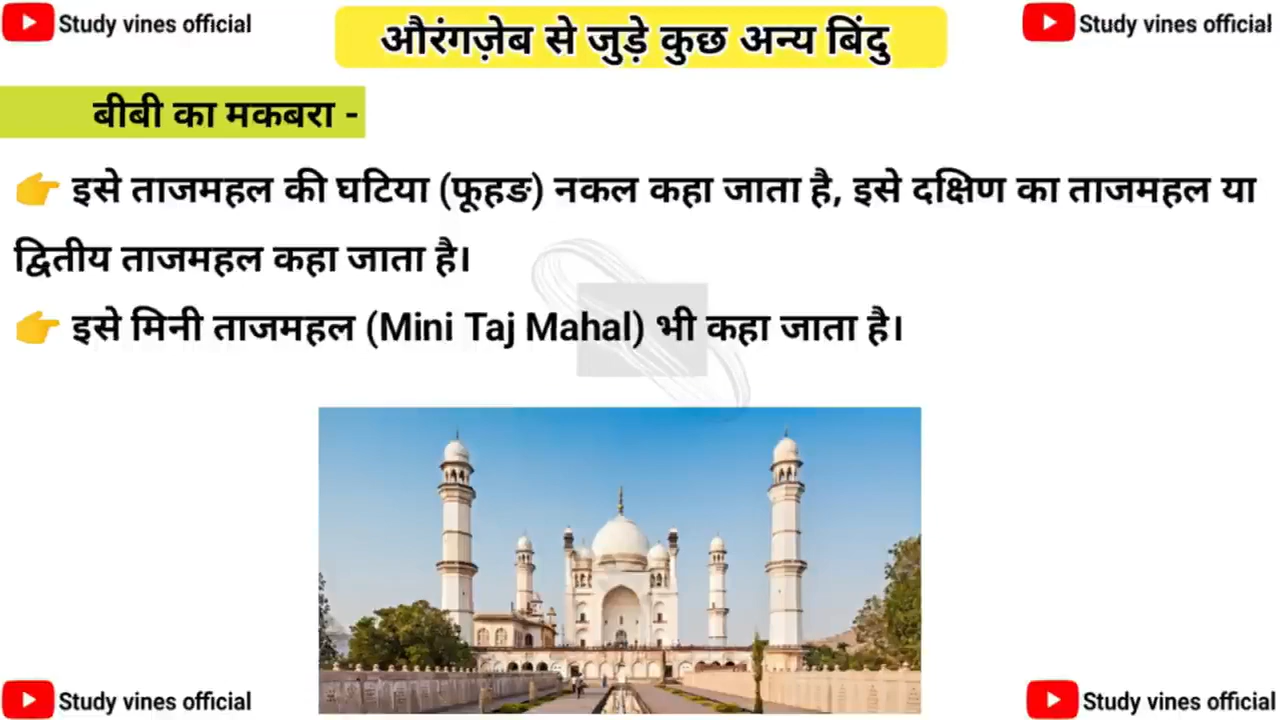 Study vines official
औरंगज़ेब से जुड़े कुछ अन्य बिंदु
Study vines official
बीबी का मकबरा -
👉 इसे ताजमहल की घटिया (फूहङ) नकल कहा जाता है, इसे दक्षिण का ताजमहल या
द्वितीय ताजमहल कहा जाता है।
👉 इसे मिनी ताजमहल (Mini Taj Mahal) भी कहा जाता है।
Study vines official
Study vines official